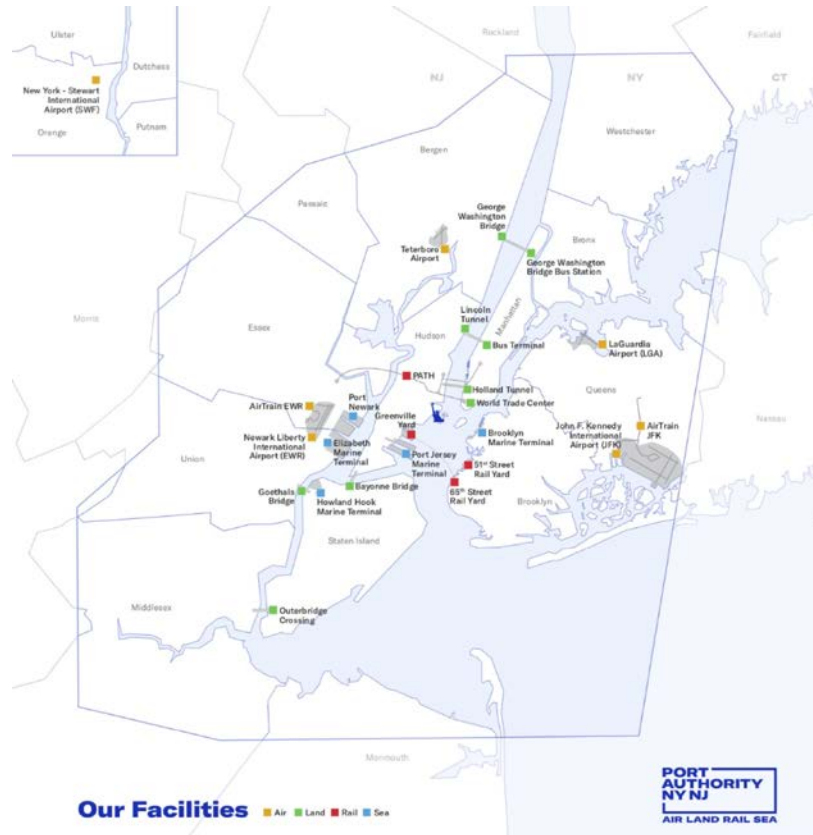 Ulster
Dutchess
New York - Stewart
International
Airport (SWF)
Orange
Putnam
Rockland
Fairfield
NJ
NY
CT
Westchester
Bergen
Passaic
George
Washington
Bridge
Teterboro
Airport
Bronx
George Washington
Bridge Bus Station
Morris
Essex
Hudson
Lincoln
Tunnel
Manhattan
Bus Terminal
LaGuardia
Airport (LGA)
PATH
Holland Tunnel
World Trade Center
Queens
Nassau
AirTrain EWR
Port
Newark
Greenville
Yard
Newark Liberty
International
Airport (EWR)
Elizabeth
Marine
Terminal
Port Jersey
Marine
Terminal
Brooklyn
Marine Terminal
John F. Kennedy
International
Airport (JFK)
AirTrain
JFK
Union
51st Street
Rail Yard
65th Street
Rail Yard
Brooklyn
Goethals
Bridge
Bayonne Bridge
Howland Hook
Marine Terminal
Staten Island
Middlesex
Outerbridge
Crossing
Monmouth
Our Facilities
Air
Land
Rail
Sea
PORT
AUTHORITY
NY NJ
AIR LAND RAIL SEA